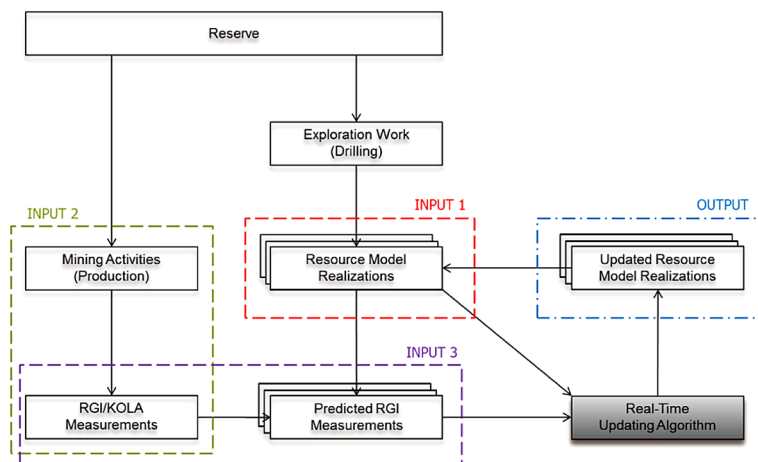 Reserve
Exploration Work
(Drilling)
INPUT 2
INPUT 1
OUTPUT
Mining Activities
(Production)
Resource Model
Realizations
Updated Resource
Model Realizations
INPUT 3
RGI/KOLA
Measurements
Predicted RGI
Measurements
Real-Time
Updating Algorithm